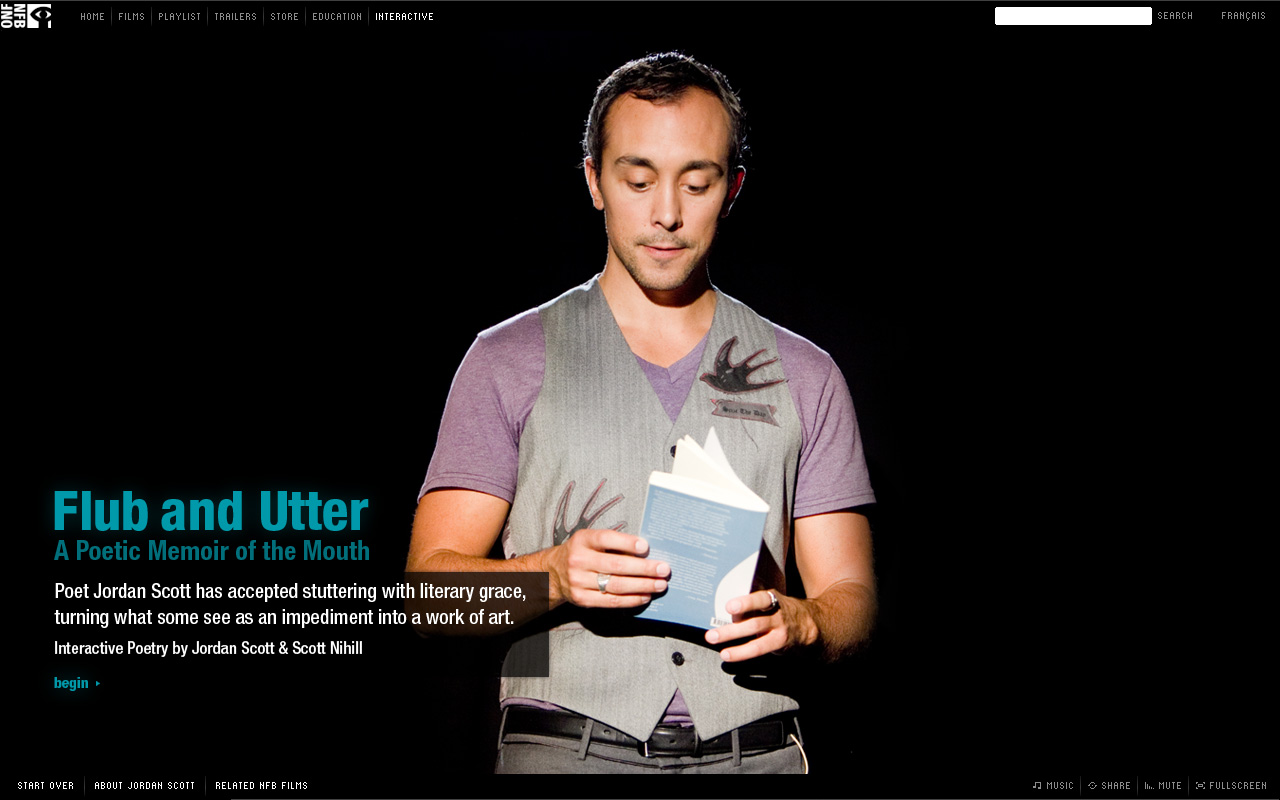 ONF
NFB
HOME
FILMS
PLAYLIST
TRAILERS
STORE
EDUCATION
INTERACTIVE
SEARCH
FRANÇAIS
Seize The Day
Flub and Utter
A Poetic Memoir of the Mouth
Poet Jordan Scott has accepted stuttering with literary grace,
turning what some see as an impediment into a work of art.
Interactive Poetry by Jordan Scott & Scott Nihill
begin
START OVER
ABOUT JORDAN SCOTT
RELATED NFB FILMS
MUSIC
SHARE
MUTE
FULLSCREEN